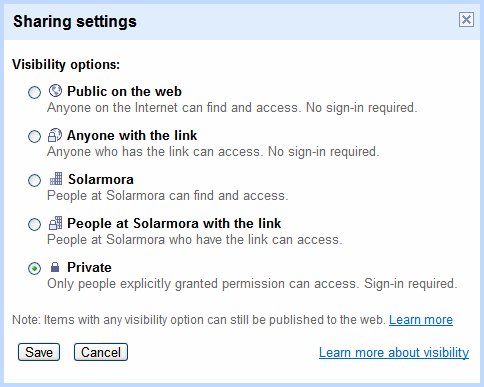 Sharing settings
Visibility options:
Public on the web
Anyone on the Internet can find and access. No sign-in required.
Anyone with the link
Anyone who has the link can access. No sign-in required.
Solarmora
People at Solarmora can find and access.
People at Solarmora with the link
People at Solarmora who have the link can access.
Private
Only people explicitly granted permission can access. Sign-in required.
Note: Items with any visibility option can still be published to the web. Learn more
Save Cancel Learn more about visibility